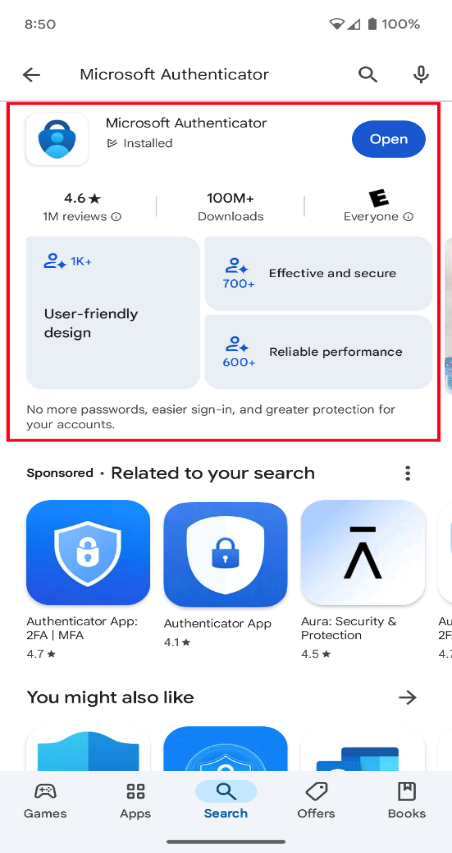 8:50
100%
Microsoft Authenticator
Microsoft Authenticator
Installed
Open
4.6★
1M reviews
100M+
Downloads
E
Everyone
1K+
User-friendly
design
700+
Effective and secure
600+
Reliable performance
No more passwords, easier sign-in, and greater protection for
your accounts.
Sponsored · Related to your search
Authenticator App:
2FA | MFA
4.7★
Authenticator App
4.1★
Aura: Security &
Protection
4.5★
Au
2F
4.7
You might also like
Games
Apps
Search
Offers
Books